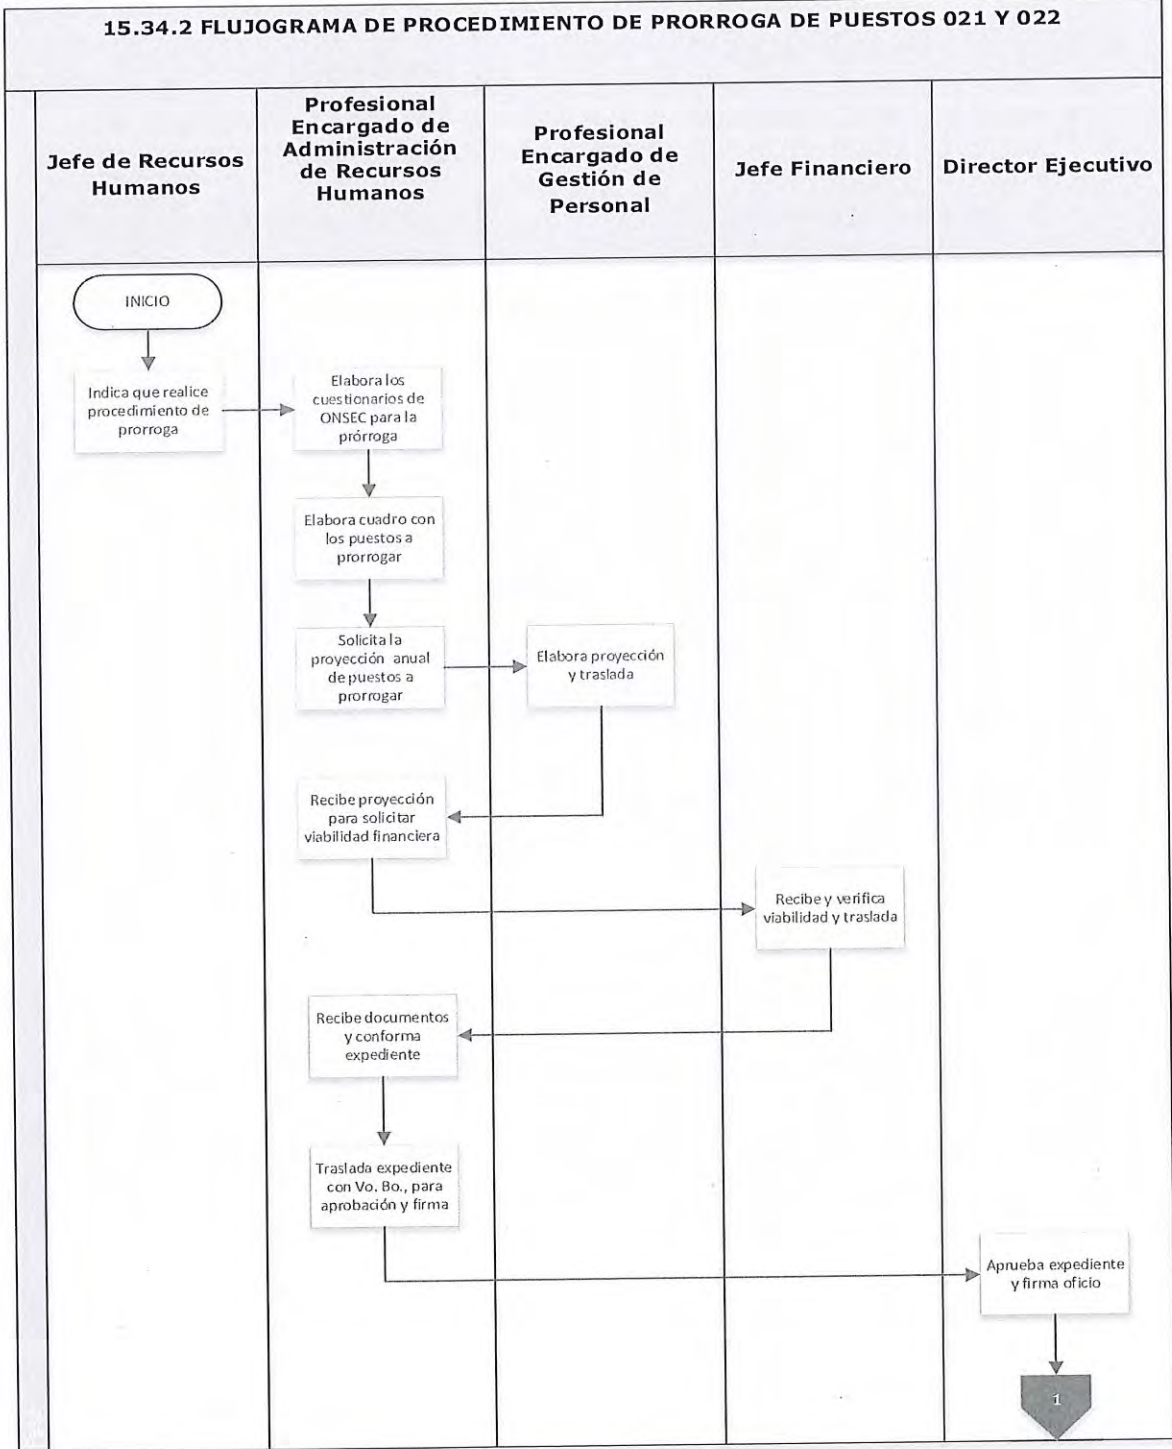 15.34.2 FLUJOGRAMA DE PROCEDIMIENTO DE PRORROGA DE PUESTOS 021 Y 022
Jefe de Recursos
Humanos
Profesional
Encargado de
Administración
de Recursos
Humanos
Profesional
Encargado de
Gestión de
Personal
Jefe Financiero
Director Ejecutivo
INICIO
Indica que realice
procedimiento de
prorroga
Elabora los
cuestionarios de
ONSEC para la
prórroga
Elabora cuadro con
los puestos a
prorrogar
Solicita la
proyección anual
de puestos a
prorrogar
Elabora proyección
y traslada
Recibe proyección
para solicitar
viabilidad financiera
Recibe y verifica
viabilidad y traslada
Recibe documentos
y conforma
expediente
Traslada expediente
con Vo. Bo., para
aprobación y firma
Aprueba expediente
y firma oficio
1